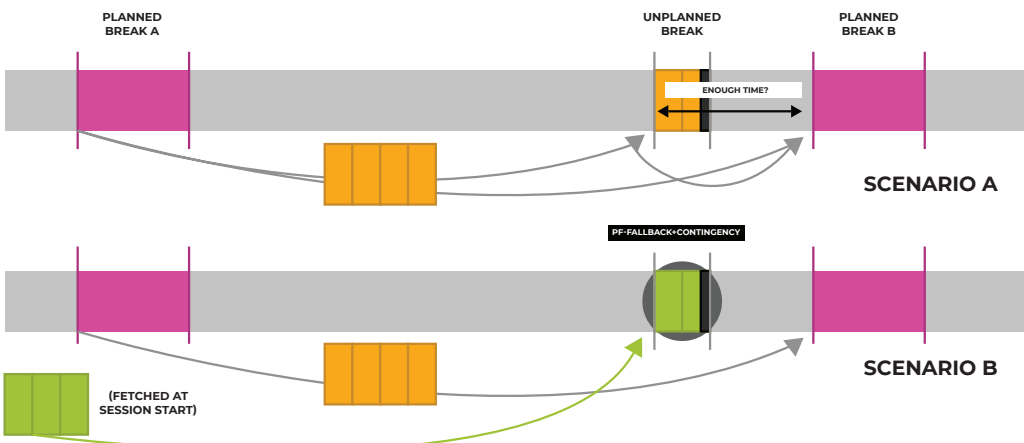 PLANNED
BREAK A
UNPLANNED
BREAK
PLANNED
BREAK B
ENOUGH TIME?
SCENARIO A
PF-FALLBACK+CONTINGENCY
SCENARIO B
(FETCHED AT
SESSION START)